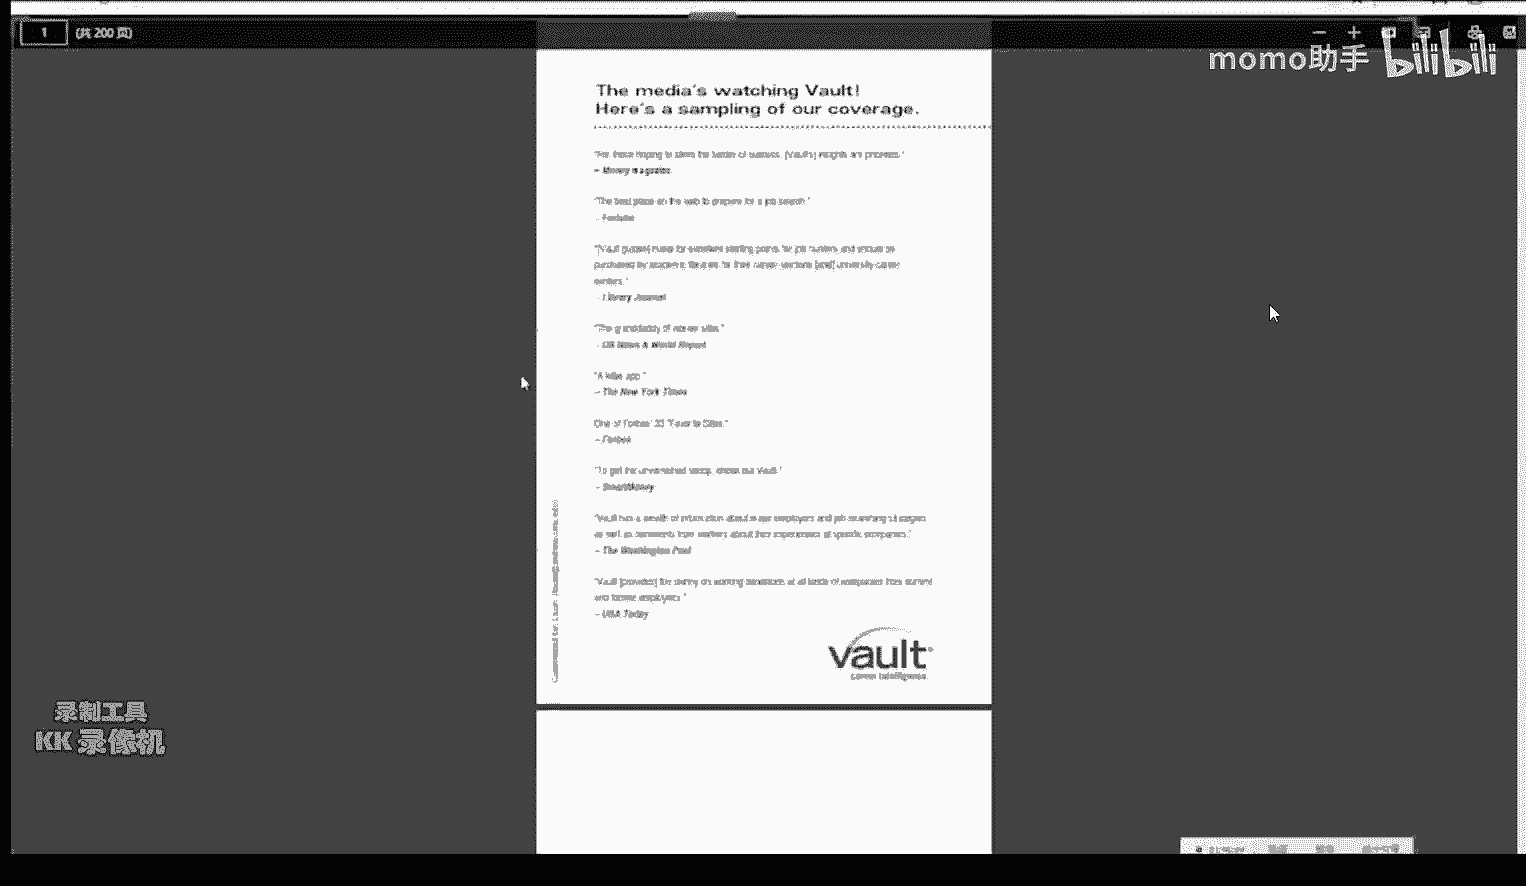 1 (共 200 页)
momo助手 bilibili
The media's watching Vault!
Here's a sampling of our coverage.
"For those hoping to climb the ladder of success, [Vault's] insights are priceless."
– Money magazine
"The best place on the web to prepare for a job search."
– Fortune
"[Vault guides] make for excellent starting points for job hunters and should be
purchased by academic libraries for their career sections [and] university career
centers."
– Library Journal
"The granddaddy of worker sites."
– US News & World Report
"A killer app."
– The New York Times
One of Forbes' 33 "Favorite Sites."
– Forbes
"To get the unvarnished scoop, check out Vault."
– SmartMoney
"Vault has a wealth of information about major employers and job-searching strategies
as well as comments from workers about their experiences at specific companies."
– The Washington Post
"Vault [provides] the skinny on working conditions at all kinds of companies from current
and former employees."
– USA Today
vault
career intelligence
录制工具
KK 录像机